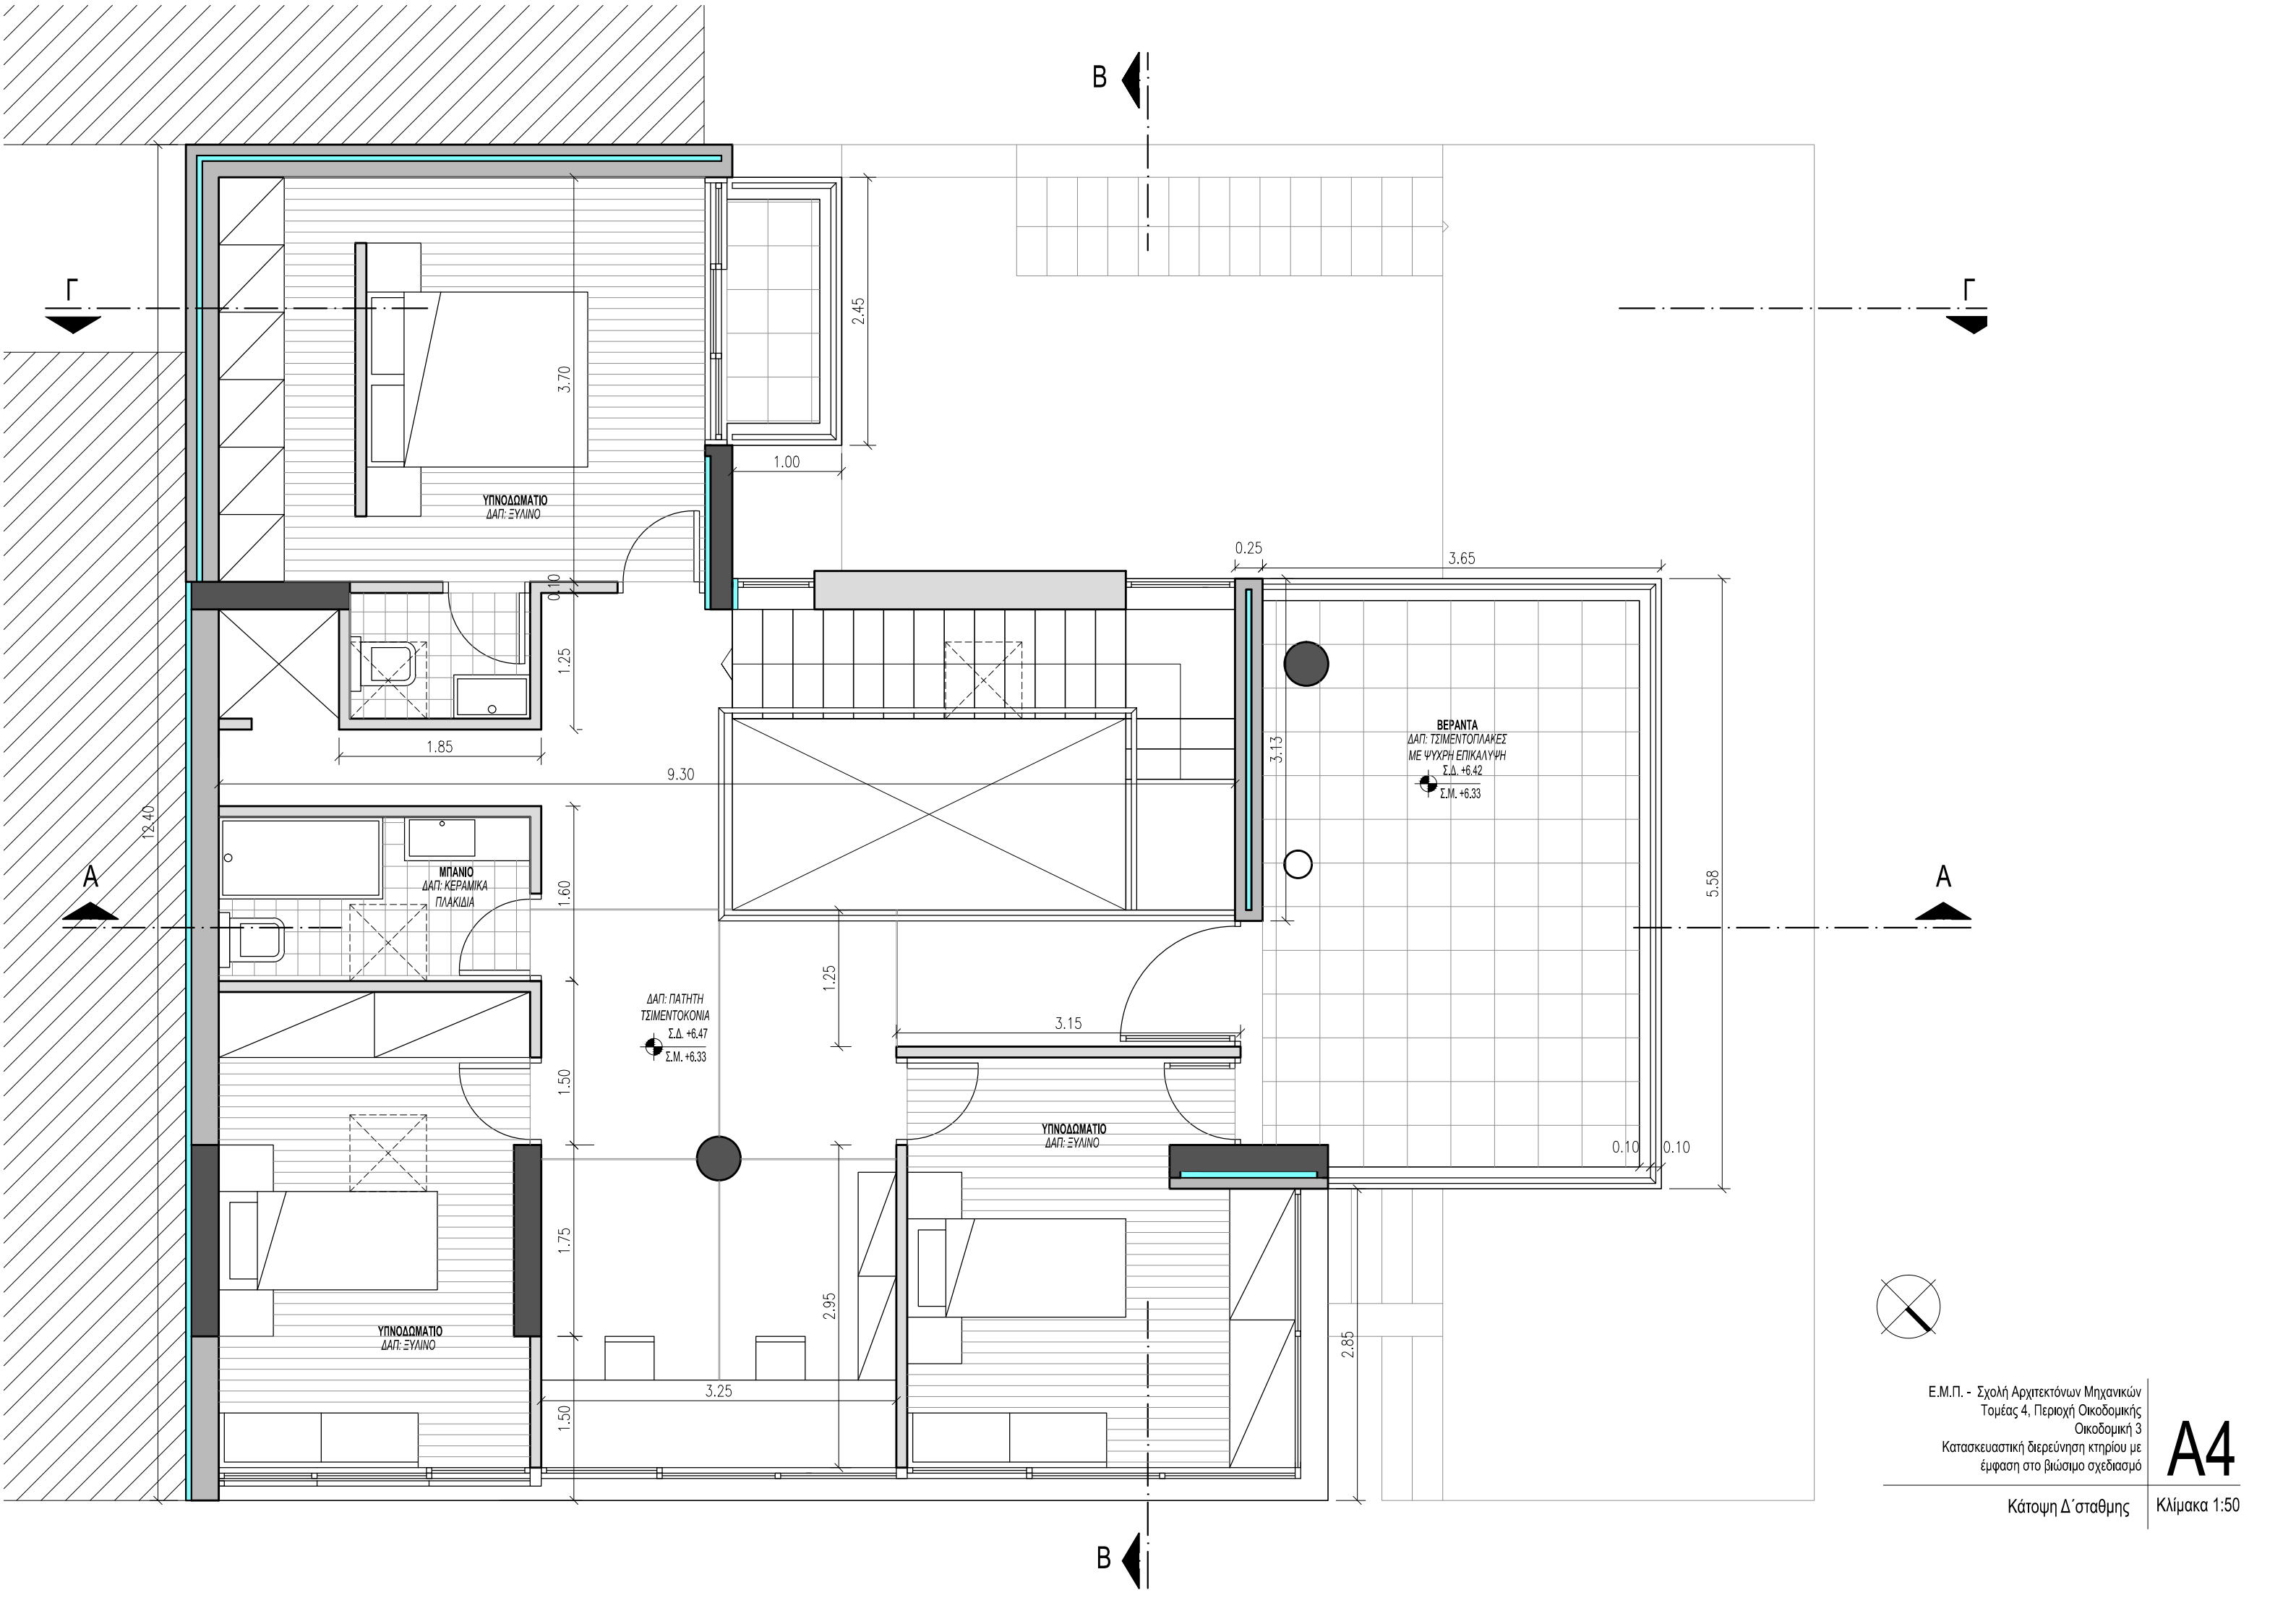 B
Γ
Γ
2.45
3.70
1.00
ΥΠΝΟΔΩΜΑΤΙΟ
ΔΑΠ: ΞΥΛΙΝΟ
0.25
3.65
0.10
1.25
1.85
9.30
3.13
ΒΕΡΑΝΤΑ
ΔΑΠ: ΤΣΙΜΕΝΤΟΠΛΑΚΕΣ
ΜΕ ΨΥΧΡΗ ΕΠΙΚΑΛΥΨΗ
Σ.Δ. +6.42
Σ.Μ. +6.33
12.40
A
A
ΜΠΑΝΙΟ
ΔΑΠ: ΚΕΡΑΜΙΚΑ
ΠΛΑΚΙΔΙΑ
1.60
5.58
1.25
ΔΑΠ: ΠΑΤΗΤΗ
ΤΣΙΜΕΝΤΟΚΟΝΙΑ
Σ.Δ. +6.47
Σ.Μ. +6.33
3.15
1.50
ΥΠΝΟΔΩΜΑΤΙΟ
ΔΑΠ: ΞΥΛΙΝΟ
0.10
0.10
1.75
2.95
2.85
ΥΠΝΟΔΩΜΑΤΙΟ
ΔΑΠ: ΞΥΛΙΝΟ
3.25
1.50
B
Ε.Μ.Π. - Σχολή Αρχιτεκτόνων Μηχανικών
Τομέας 4, Περιοχή Οικοδομικής
Οικοδομική 3
Κατασκευαστική διερεύνηση κτηρίου με
έμφαση στο βιώσιμο σχεδιασμό
A4
Κάτοψη Δ΄σταθμης
Κλίμακα 1:50